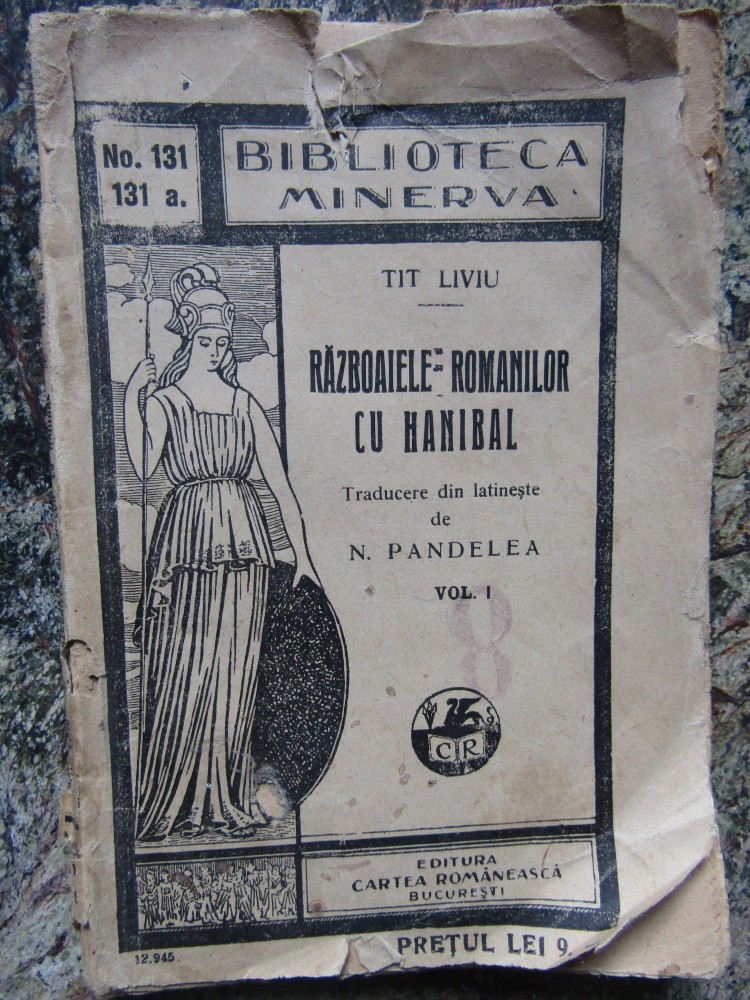 No. 131
131 a.
BIBLIOTECA
MINERVA
TIT LIVIU
RĂZBOAIELE ROMANILOR
CU HANIBAL
Traducere din latinește
de
N. PANDELEA
VOL. I
8
C R
EDITURA
CARTEA ROMÂNEASCĂ
BUCUREȘTI
12.945.
PREȚUL LEI 9.